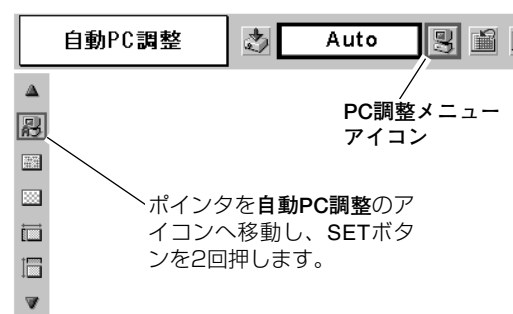 自動PC調整
Auto
PC調整メニュー
アイコン
ポインタを自動PC調整のア
イコンへ移動し、SETボタ
ンを2回押します。